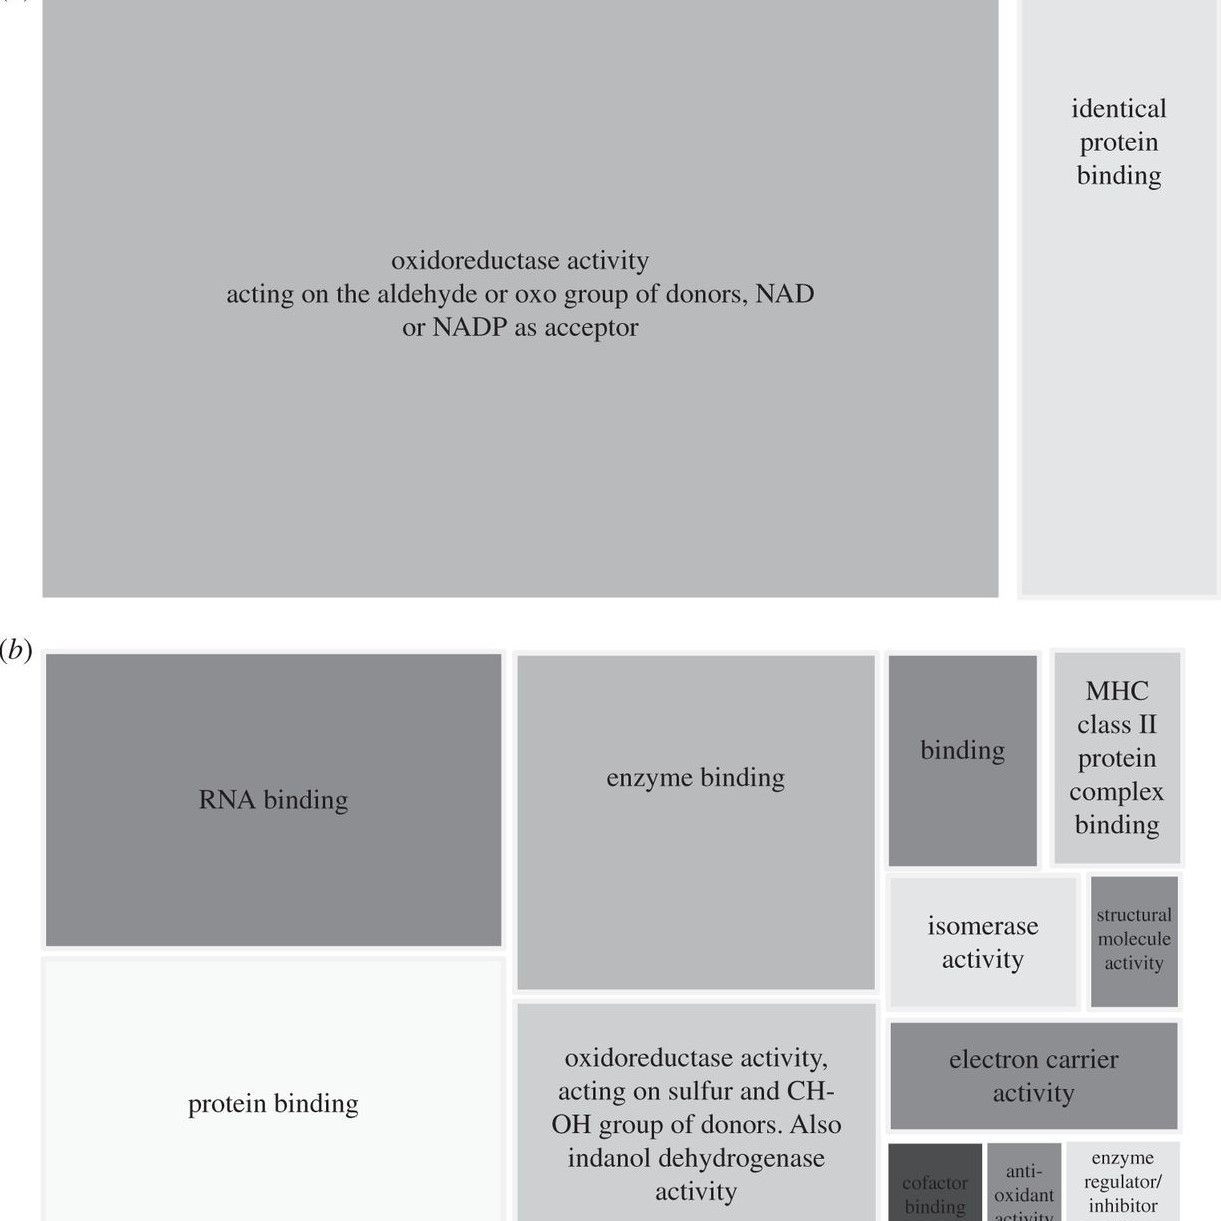 identical
protein
binding
oxidoreductase activity
acting on the aldehyde or oxo group of donors, NAD
or NADP as acceptor
(b)
RNA binding
enzyme binding
binding
MHC
class II
protein
complex
binding
isomerase
activity
structural
molecule
activity
protein binding
oxidoreductase activity,
acting on sulfur and CH-
OH group of donors. Also
indanol dehydrogenase
activity
electron carrier
activity
cofactor
binding
anti-
oxidant
activity
enzyme
regulator/
inhibitor